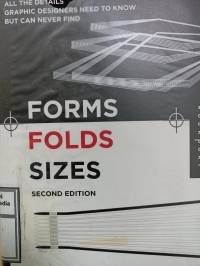 ALL THE DETAILS
GRAPHIC DESIGNERS NEED TO KNOW
BUT CAN NEVER FIND
FORMS
FOLDS
SIZES
SECOND EDITION